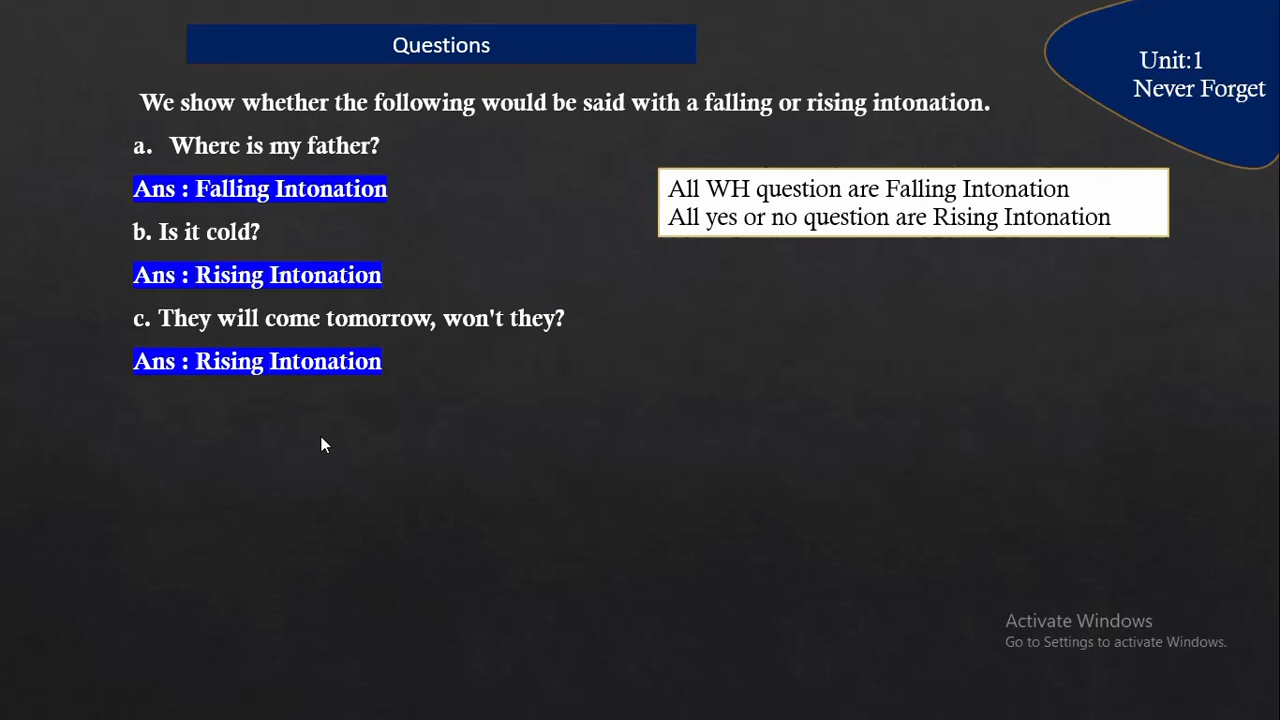 Questions
Unit:1
Never Forget
We show whether the following would be said with a falling or rising intonation.
a. Where is my father?
Ans : Falling Intonation
All WH question are Falling Intonation
All yes or no question are Rising Intonation
b. Is it cold?
Ans : Rising Intonation
c. They will come tomorrow, won't they?
Ans : Rising Intonation
Activate Windows
Go to Settings to activate Windows.